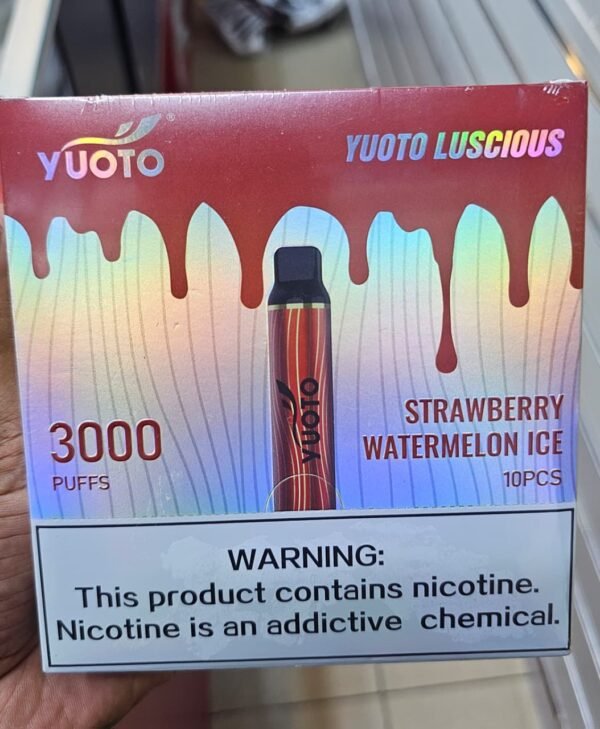 YUOTO®
YUOTO LUSCIOUS
YUOTO
3000
PUFFS
STRAWBERRY
WATERMELON ICE
10PCS
WARNING:
This product contains nicotine.
Nicotine is an addictive chemical.